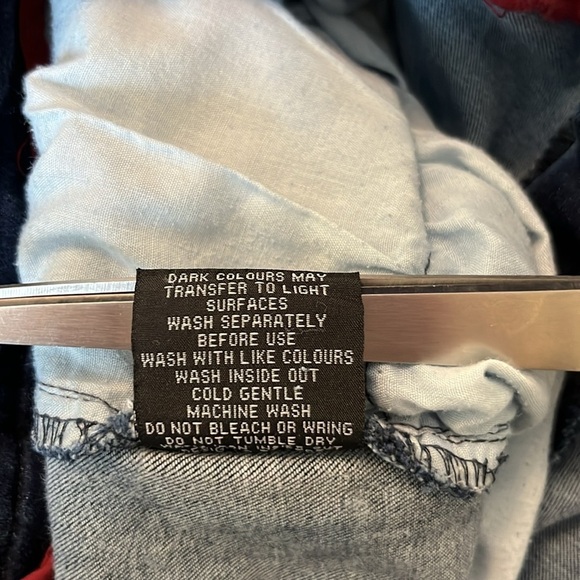 DARK COLOURS MAY
TRANSFER TO LIGHT
SURFACES
WASH SEPARATELY
BEFORE USE
WASH WITH LIKE COLOURS
WASH INSIDE OUT
COLD GENTLE
MACHINE WASH
DO NOT BLEACH OR WRING
DO NOT TUMBLE DRY